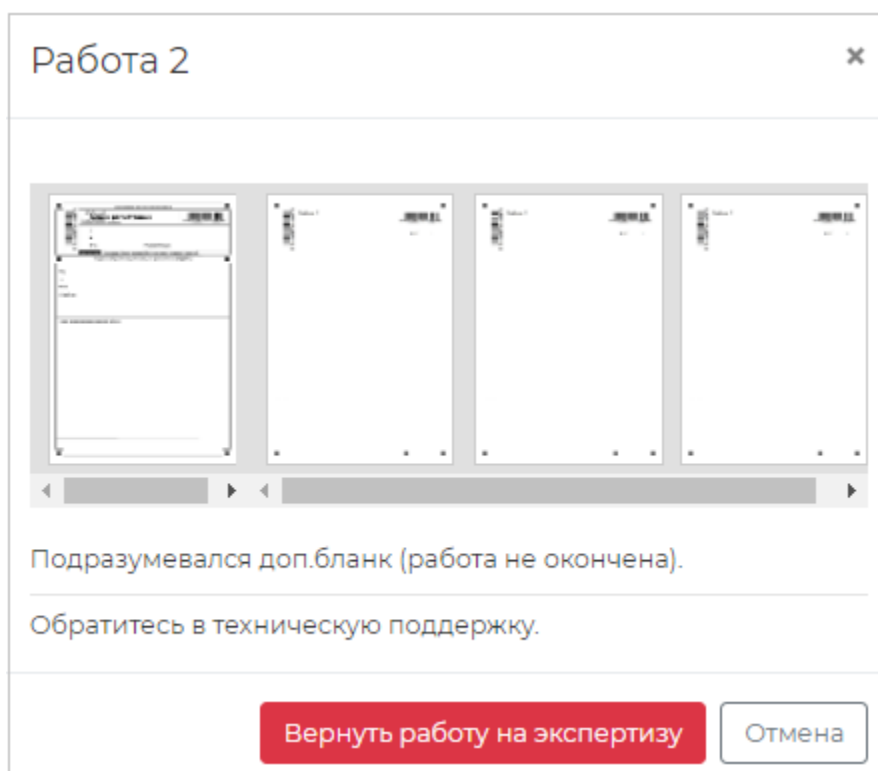 Работа 2
×
Подразумевался доп.бланк (работа не окончена).
Обратитесь в техническую поддержку.
Вернуть работу на экспертизу
Отмена